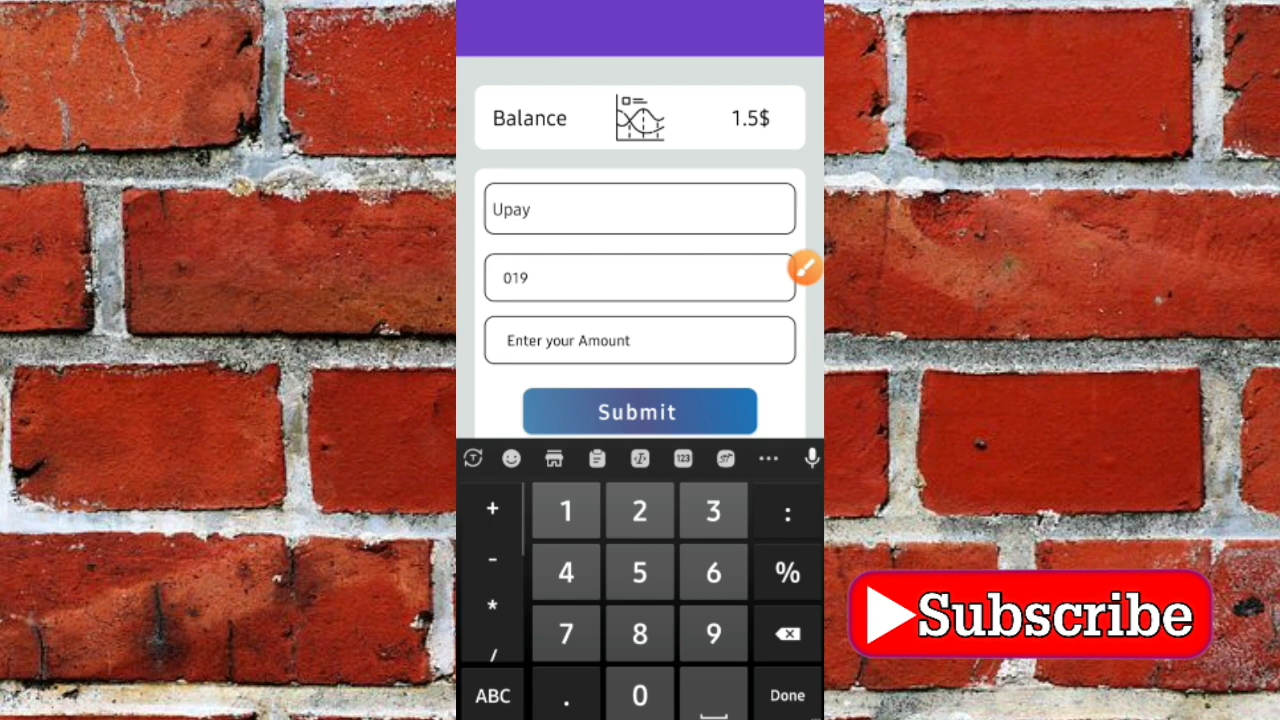 Balance 1.5$
Upay
019
Enter your Amount
Submit
+ 1 2 3 :
- 4 5 6 %
* 7 8 9
/
ABC . 0 Done
Subscribe